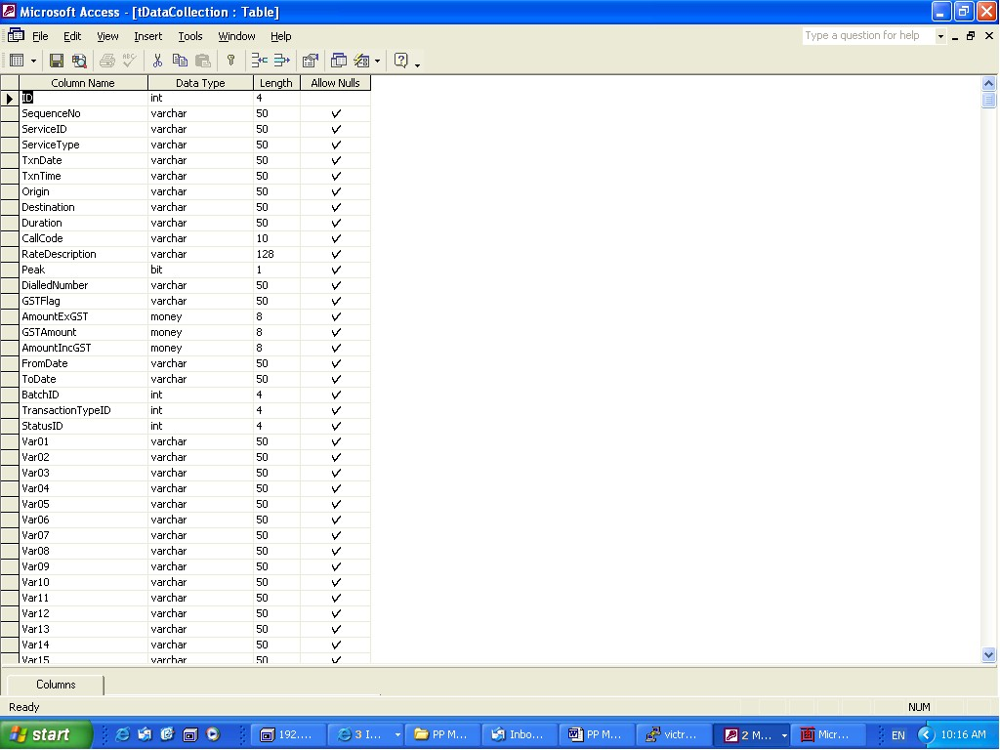 Microsoft Access - [tDataCollection : Table]
File Edit View Insert Tools Window Help Type a question for help
Column Name Data Type Length Allow Nulls
ID int 4
SequenceNo varchar 50
ServiceID varchar 50
ServiceType varchar 50
TxnDate varchar 50
TxnTime varchar 50
Origin varchar 50
Destination varchar 50
Duration varchar 50
CallCode varchar 10
RateDescription varchar 128
Peak bit 1
DialledNumber varchar 50
GSTFlag varchar 50
AmountExGST money 8
GSTAmount money 8
AmountIncGST money 8
FromDate varchar 50
ToDate varchar 50
BatchID int 4
TransactionTypeID int 4
StatusID int 4
Var01 varchar 50
Var02 varchar 50
Var03 varchar 50
Var04 varchar 50
Var05 varchar 50
Var06 varchar 50
Var07 varchar 50
Var08 varchar 50
Var09 varchar 50
Var10 varchar 50
Var11 varchar 50
Var12 varchar 50
Var13 varchar 50
Var14 varchar 50
Var15 varchar 50
Columns
Ready NUM
start 192.... 3 I... PP M... Inbo... PP M... victr... 2 M... Micr... EN 10:16 AM